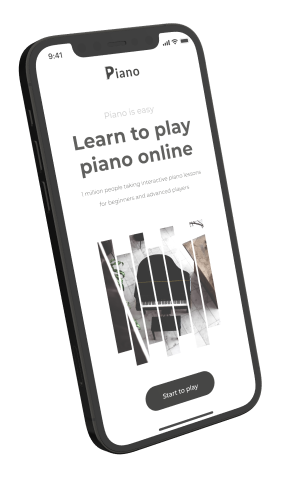 9:41
Piano
Piano is easy
Learn to play
piano online
1 million people taking interactive piano lessons
for beginners and advanced players
Start to play